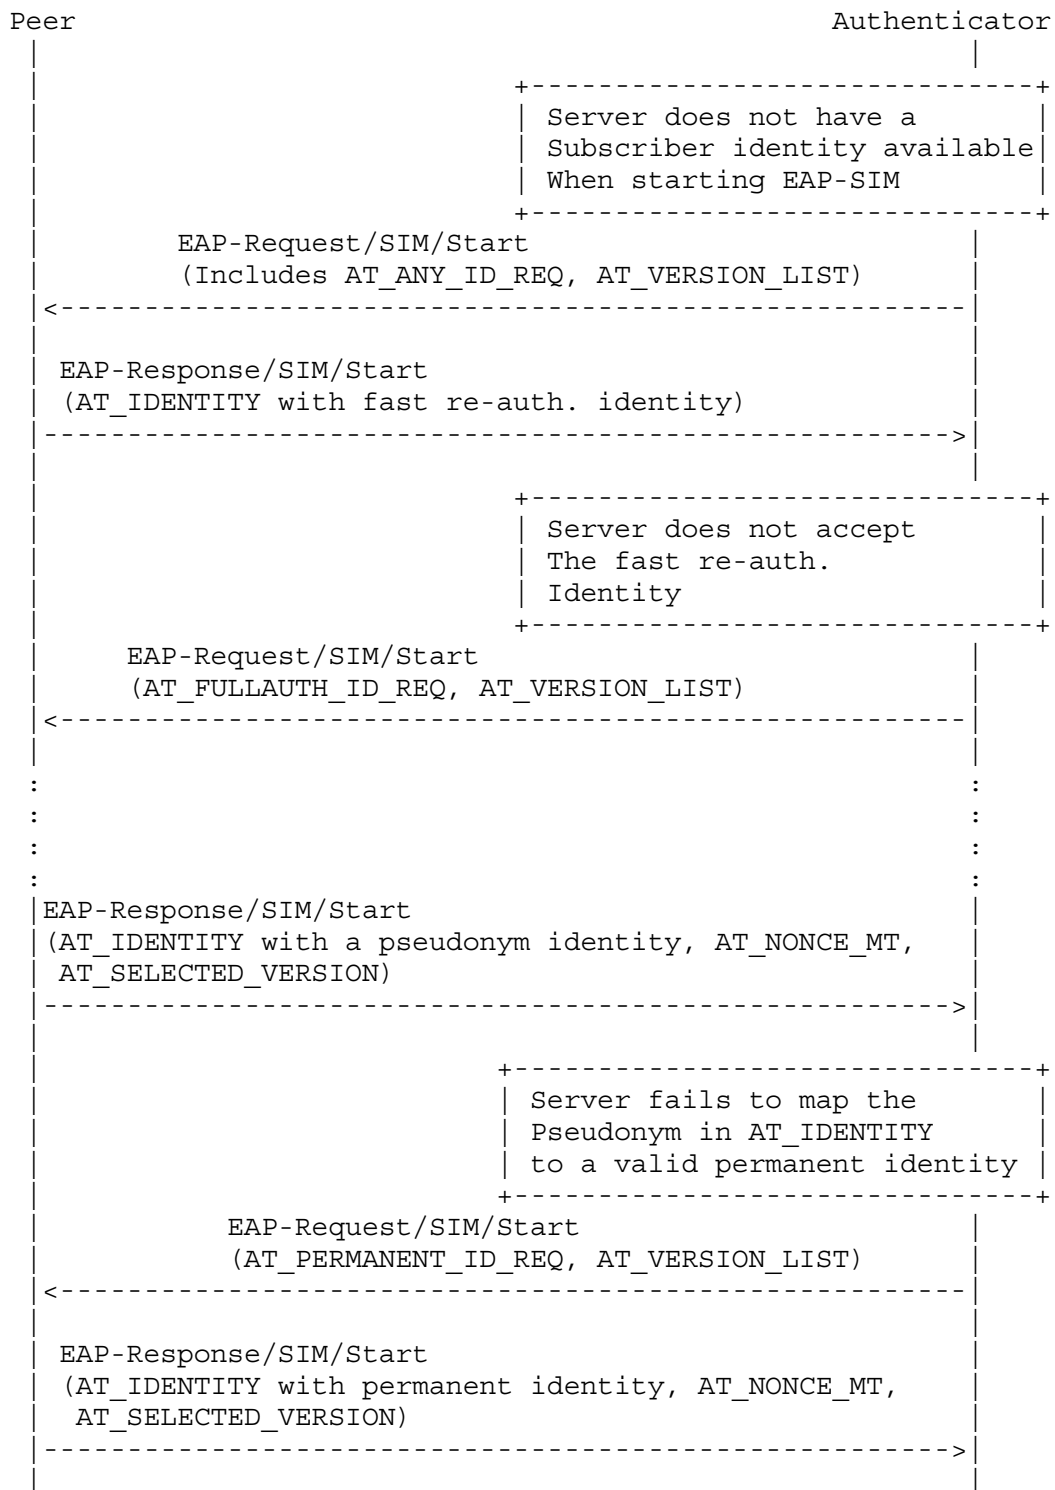 Peer Authenticator
Server does not have a
Subscriber identity available
When starting EAP-SIM
EAP-Request/SIM/Start
(Includes AT_ANY_ID_REQ, AT_VERSION_LIST)
EAP-Response/SIM/Start
(AT_IDENTITY with fast re-auth. identity)
Server does not accept
The fast re-auth.
Identity
EAP-Request/SIM/Start
(AT_FULLAUTH_ID_REQ, AT_VERSION_LIST)
: :
: :
: :
: :
EAP-Response/SIM/Start
(AT_IDENTITY with a pseudonym identity, AT_NONCE_MT,
AT_SELECTED_VERSION)
Server fails to map the
Pseudonym in AT_IDENTITY
to a valid permanent identity
EAP-Request/SIM/Start
(AT_PERMANENT_ID_REQ, AT_VERSION_LIST)
EAP-Response/SIM/Start
(AT_IDENTITY with permanent identity, AT_NONCE_MT,
AT_SELECTED_VERSION)